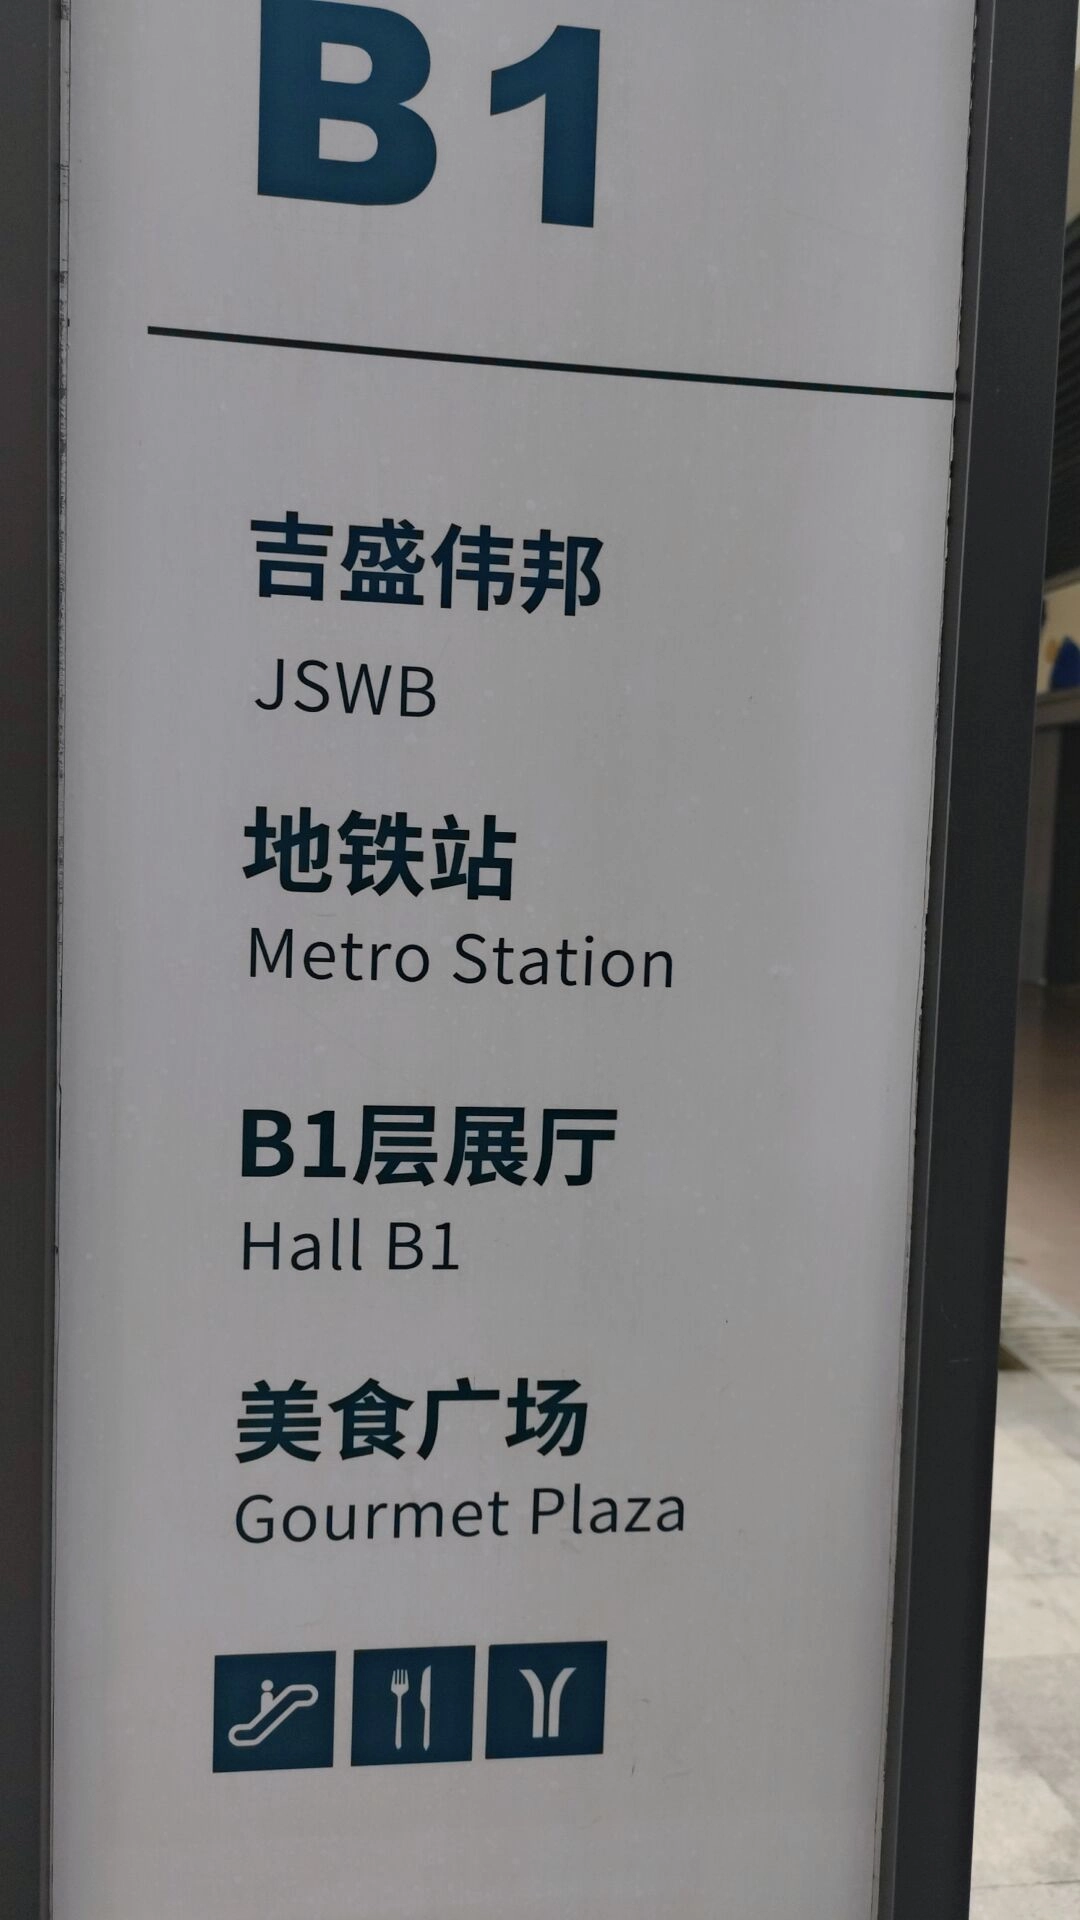 B1
吉盛伟邦
JSWB
地铁站
Metro Station
B1层展厅
Hall B1
美食广场
Gourmet Plaza